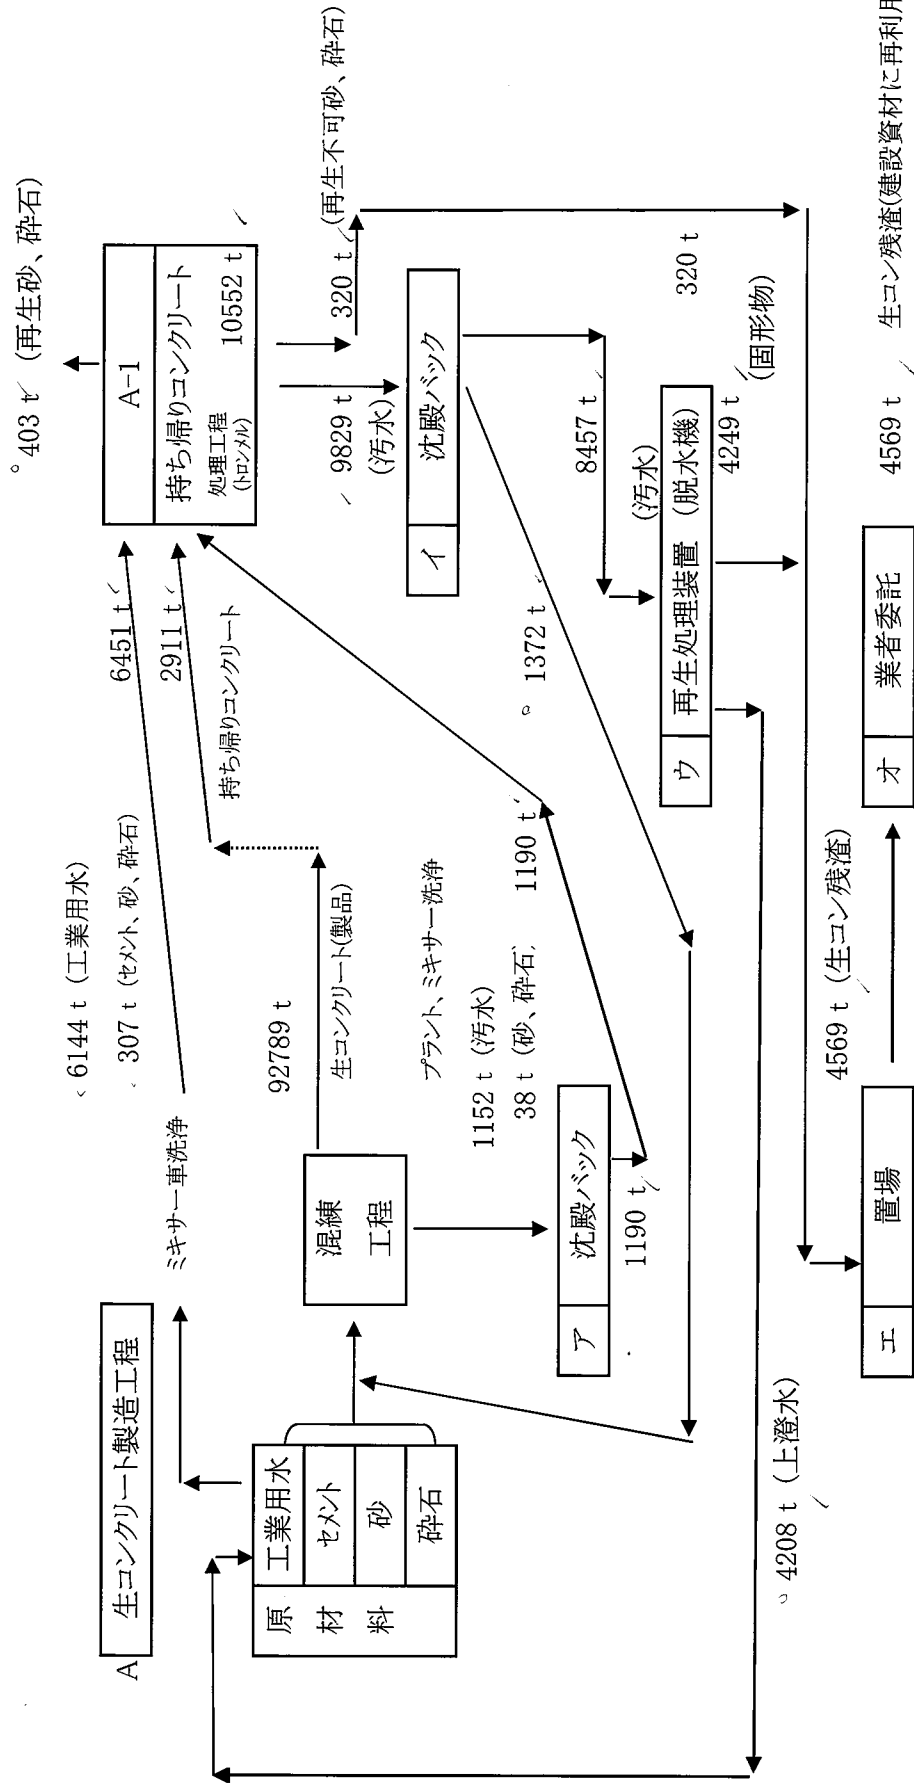 A 生コンクリート製造工程
原材料
工業用水
セメント
砂
砕石
ミキサー車洗浄
6144 t (工業用水)
307 t (セメント、砂、砕石)
6451 t
2911 t
持ち帰りコンクリート
403 t (再生砂、砕石)
A-1
持ち帰りコンクリート
処理工程 10552 t
(トロンメル)
混練
工程
92789 t
生コンクリート(製品)
プラント、ミキサー洗浄
1152 t (汚水)
38 t (砂、砕石)
ア 沈殿バック
1190 t
1190 t
9829 t
(汚水)
320 t (再生不可砂、砕石)
イ 沈殿バック
1372 t
8457 t
(汚水)
ウ 再生処理装置 (脱水機)
4249 t
(固形物)
320 t
4208 t (上澄水)
4569 t (生コン残渣)
エ 置場
オ 業者委託
4569 t 生コン残渣(建設資材に再利用